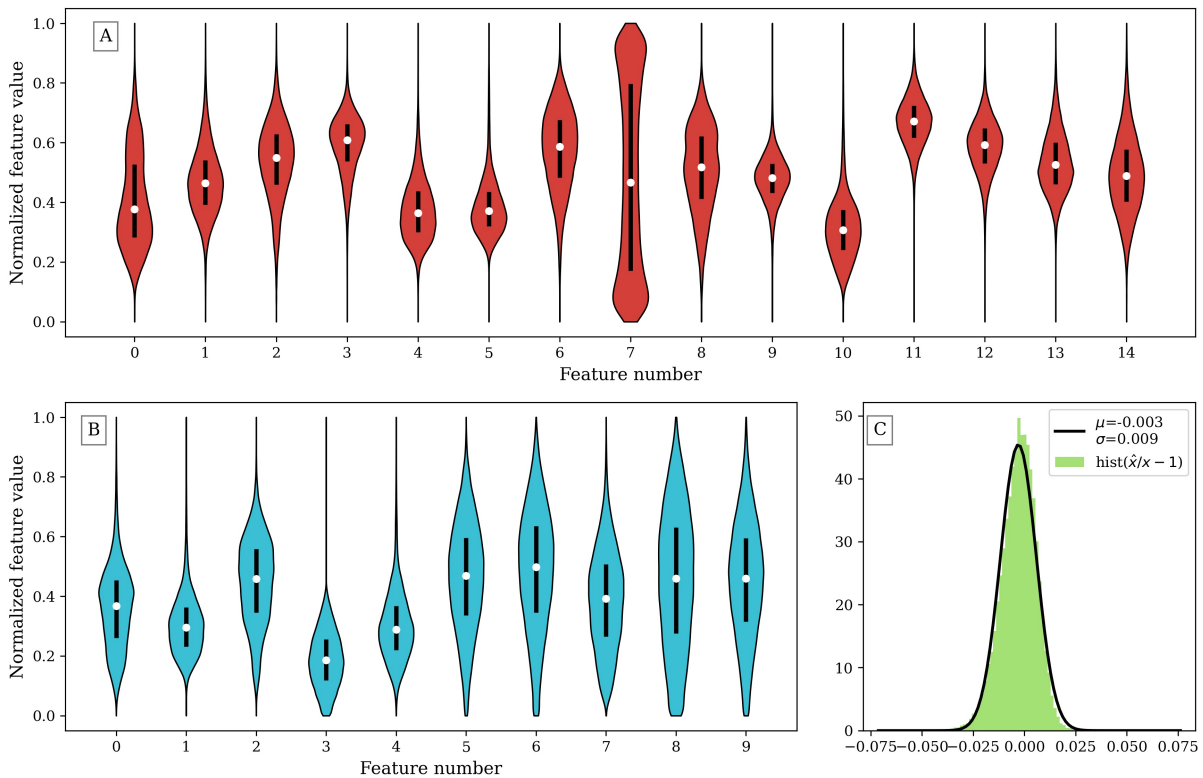 A
Normalized feature value
1.0
0.8
0.6
0.4
0.2
0.0
0 1 2 3 4 5 6 7 8 9 10 11 12 13 14
Feature number
B
Normalized feature value
1.0
0.8
0.6
0.4
0.2
0.0
0 1 2 3 4 5 6 7 8 9
Feature number
C
μ=-0.003
σ=0.009
hist(x̂/x − 1)
50
40
30
20
10
0
−0.075 −0.050 −0.025 0.000 0.025 0.050 0.075